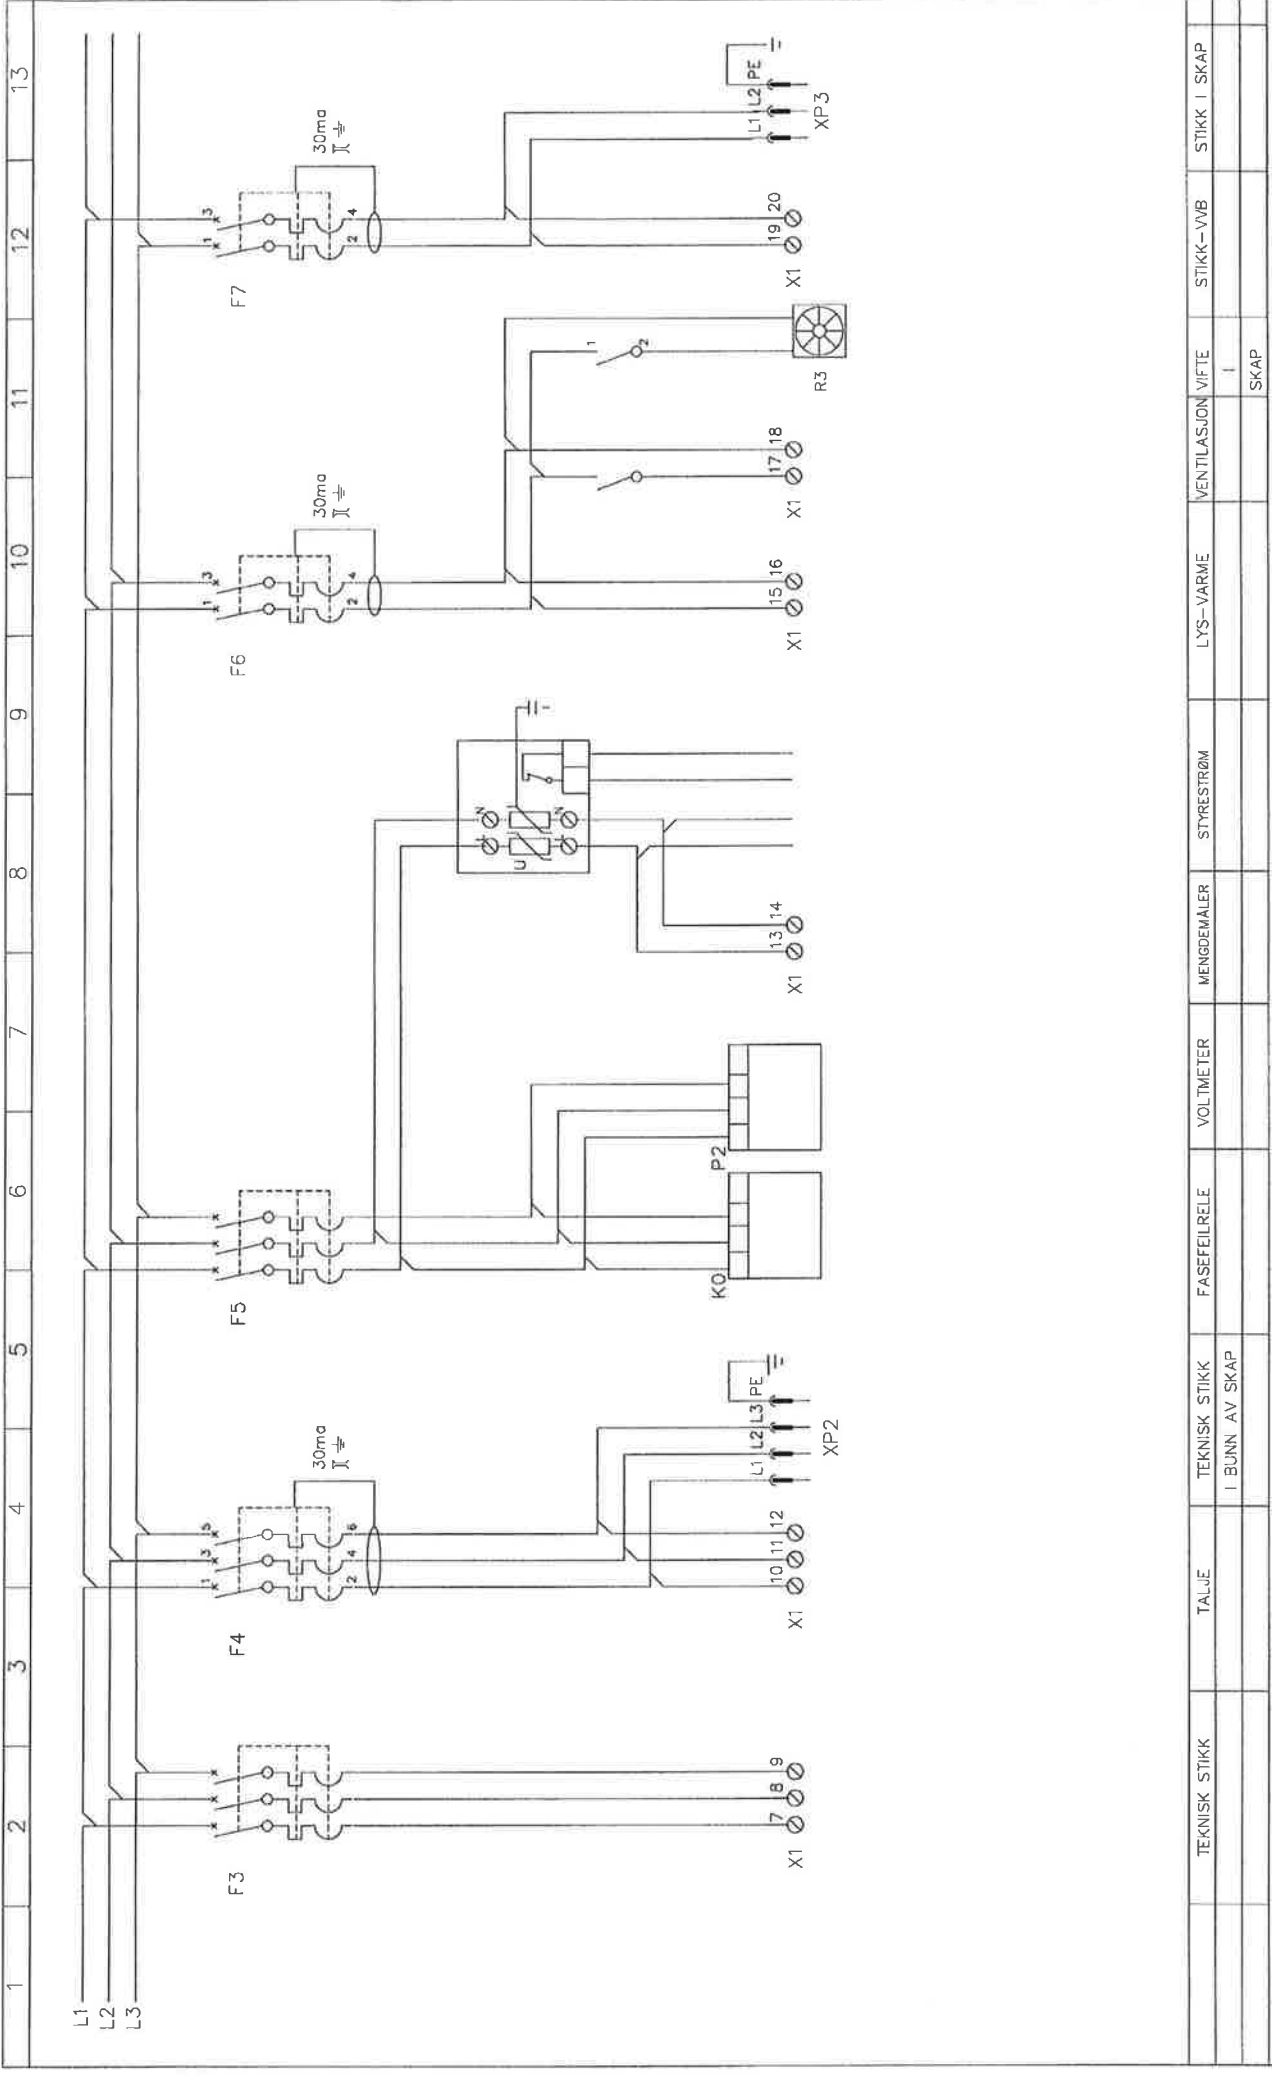 1 2 3 4 5 6 7 8 9 10 11 12 13
L1
L2
L3
F3
X1 7 8 9
F4
1 3 5
2 4 6
30ma
X1 10 11 12
L1 L2 L3 PE
XP2
F5
K0
P2
U
L N
L N
X1 13 14
F6
1 3
2 4
30ma
X1 15 16
X1 17 18
1
2
R3
F7
1 3
2 4
30ma
X1 19 20
L1 L2 PE
XP3
TEKNISK STIKK
TALJE
TEKNISK STIKK
I BUNN AV SKAP
FASEFEILRELE
VOLTMETER
MENGDEMÅLER
STYRESTRØM
LYS-VARME
VENTILASJON
VIFTE
I
SKAP
STIKK-VVB
STIKK I SKAP